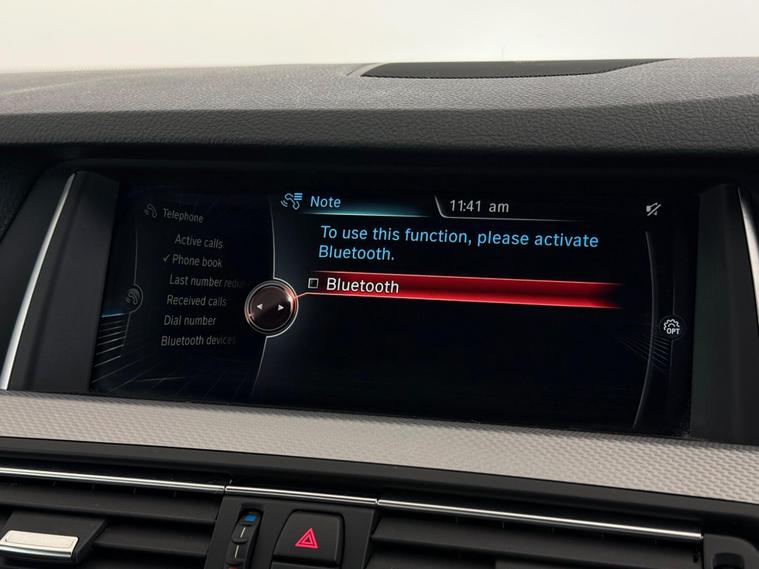 Note
11:41 am
Telephone
Active calls
Phone book
Last number redia
Received calls
Dial number
Bluetooth devices
To use this function, please activate
Bluetooth.
Bluetooth
OPT